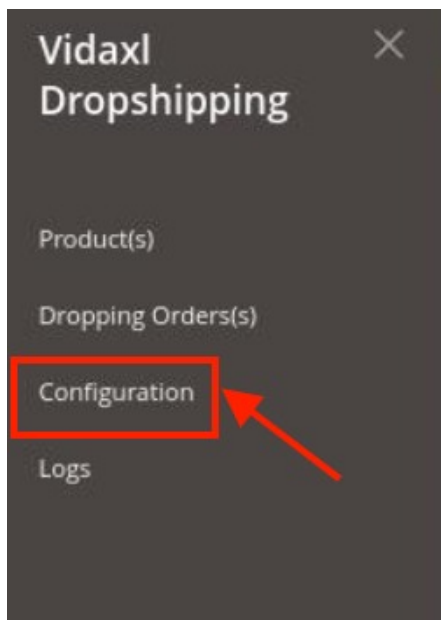 Vidaxl
Dropshipping
Product(s)
Dropping Orders(s)
Configuration
Logs